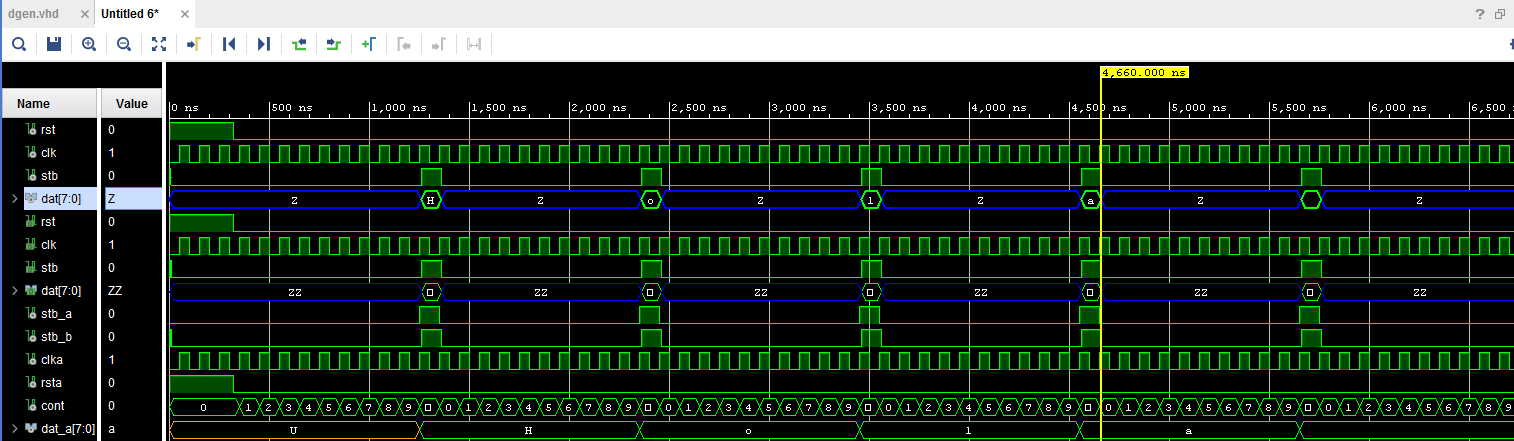 dgen.vhd × Untitled 6* × ?
4,660.000 ns
Name Value 0 ns 500 ns 1,000 ns 1,500 ns 2,000 ns 2,500 ns 3,000 ns 3,500 ns 4,000 ns 4,500 5,000 ns 5,500 ns 6,000 ns 6,500
rst 0
clk 1
stb 0
dat[7:0] Z Z H Z o Z l Z a Z Z
rst 0
clk 1
stb 0
dat[7:0] ZZ ZZ ZZ ZZ ZZ ZZ ZZ
stb_a 0
stb_b 0
clka 1
rsta 0
cont 0 0 1 2 3 4 5 6 7 8 9 0 1 2 3 4 5 6 7 8 9 0 1 2 3 4 5 6 7 8 9 0 1 2 3 4 5 6 7 8 9 0 1 2 3 4 5 6 7 8 9 0 1 2 3 4 5 6 7 8
dat_a[7:0] a U H o l a